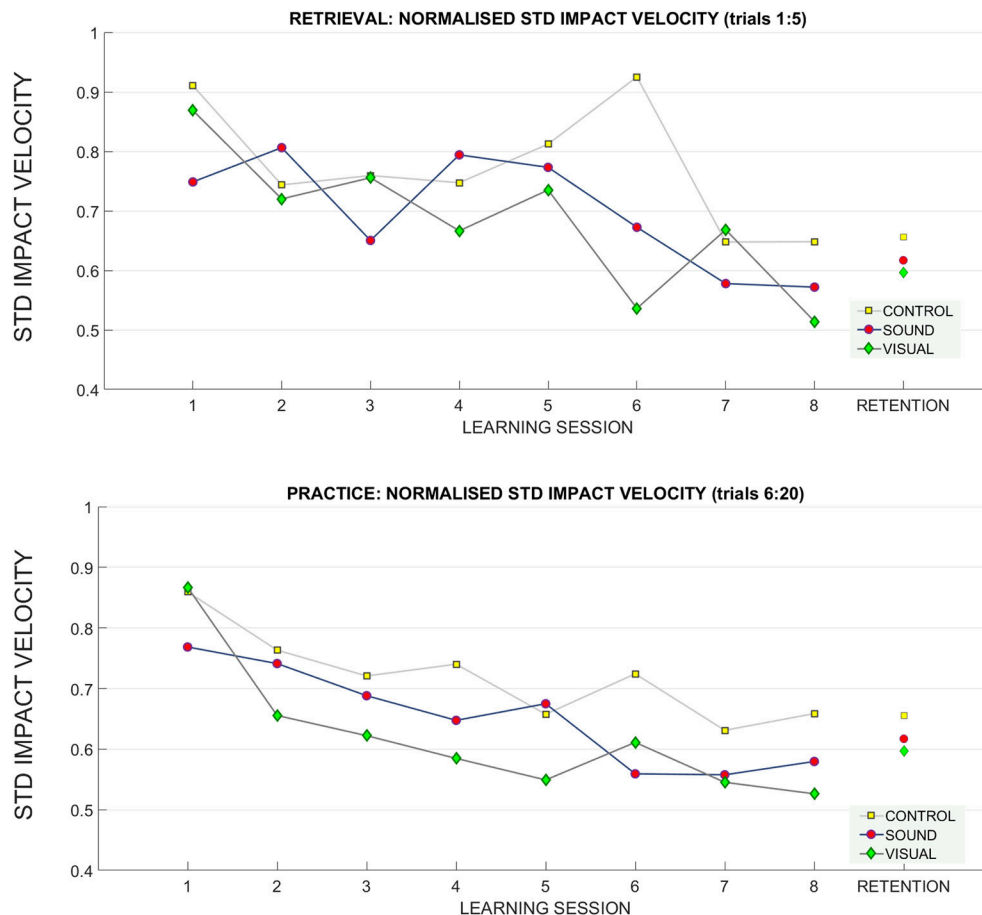 RETRIEVAL: NORMALISED STD IMPACT VELOCITY (trials 1:5)
STD IMPACT VELOCITY
1
0.9
0.8
0.7
0.6
0.5
0.4
CONTROL
SOUND
VISUAL
1 2 3 4 5 6 7 8 RETENTION
LEARNING SESSION
PRACTICE: NORMALISED STD IMPACT VELOCITY (trials 6:20)
STD IMPACT VELOCITY
1
0.9
0.8
0.7
0.6
0.5
0.4
CONTROL
SOUND
VISUAL
1 2 3 4 5 6 7 8 RETENTION
LEARNING SESSION